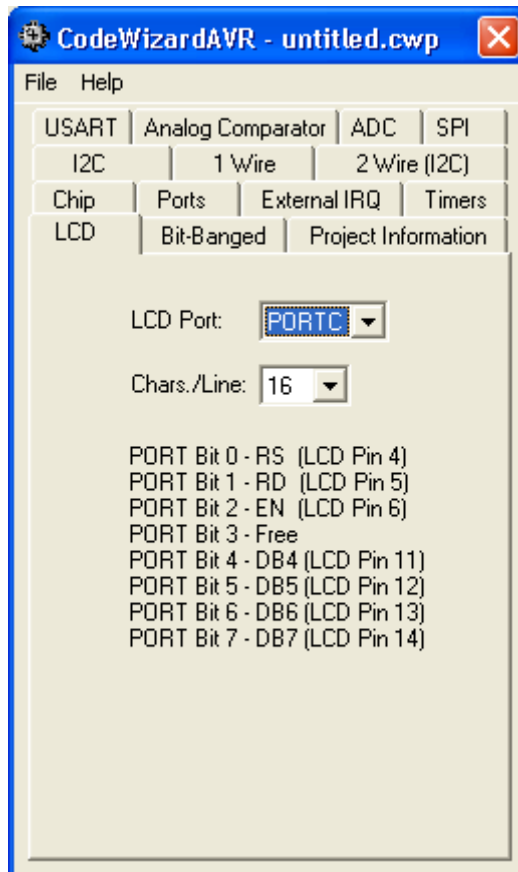 CodeWizardAVR - untitled.cwp
File Help
USART Analog Comparator ADC SPI
I2C 1 Wire 2 Wire (I2C)
Chip Ports External IRQ Timers
LCD Bit-Banged Project Information
LCD Port: PORTC
Chars./Line: 16
PORT Bit 0 - RS (LCD Pin 4)
PORT Bit 1 - RD (LCD Pin 5)
PORT Bit 2 - EN (LCD Pin 6)
PORT Bit 3 - Free
PORT Bit 4 - DB4 (LCD Pin 11)
PORT Bit 5 - DB5 (LCD Pin 12)
PORT Bit 6 - DB6 (LCD Pin 13)
PORT Bit 7 - DB7 (LCD Pin 14)